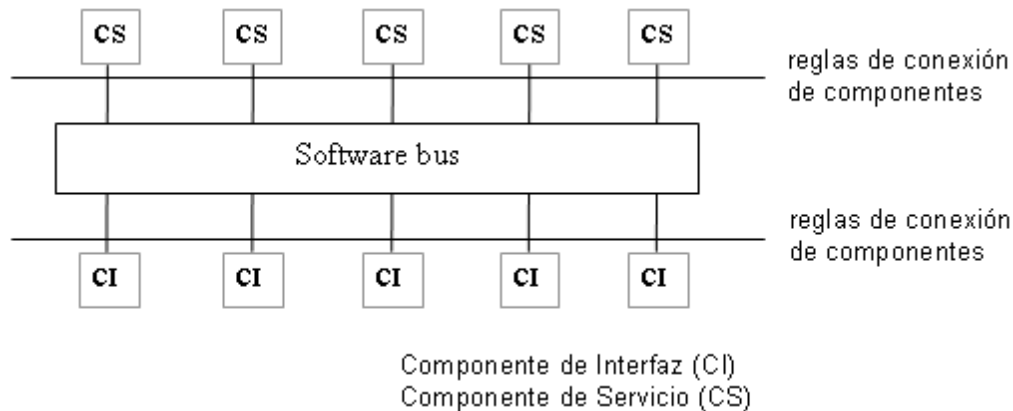 CS CS CS CS CS
reglas de conexión
de componentes
Software bus
reglas de conexión
de componentes
CI CI CI CI CI
Componente de Interfaz (CI)
Componente de Servicio (CS)